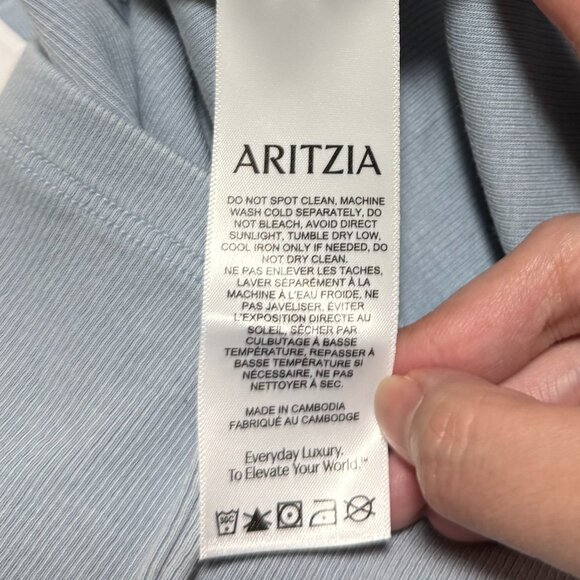 ARITZIA
DO NOT SPOT CLEAN, MACHINE
WASH COLD SEPARATELY, DO
NOT BLEACH, AVOID DIRECT
SUNLIGHT, TUMBLE DRY LOW,
COOL IRON ONLY IF NEEDED, DO
NOT DRY CLEAN.
NE PAS ENLEVER LES TACHES,
LAVER SÉPARÉMENT À LA
MACHINE À L'EAU FROIDE, NE
PAS JAVELISER, ÉVITER
L'EXPOSITION DIRECTE AU
SOLEIL, SÉCHER PAR
CULBUTAGE À BASSE
TEMPÉRATURE, REPASSER À
BASSE TEMPÉRATURE SI
NÉCESSAIRE, NE PAS
NETTOYER À SEC.
MADE IN CAMBODIA
FABRIQUÉ AU CAMBODGE
Everyday Luxury.
To Elevate Your World.™
30C